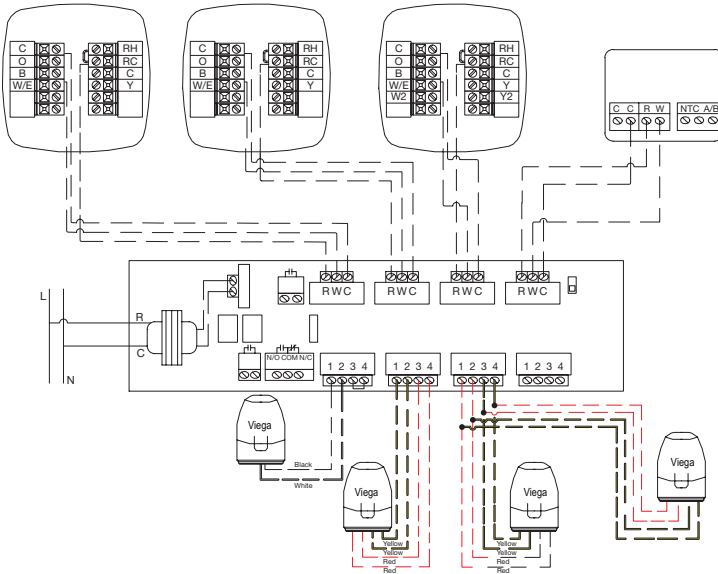 C RH
O RC
B C
W/E Y
C RH
O RC
B C
W/E Y
C RH
O RC
B C
W/E Y
W2 Y2
C C R W NTC A/B
R W C
R W C
R W C
R W C
L
R
C
N
N/O COM N/C
1 2 3 4
1 2 3 4
1 2 3 4
1 2 3 4
Viega
Black
White
Viega
Yellow
Yellow
Red
Red
Viega
Yellow
Yellow
Red
Red
Viega